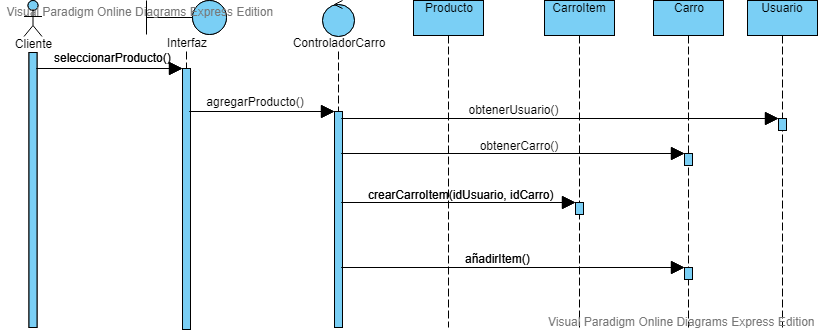 Visual Paradigm Online Diagrams Express Edition
Producto
CarroItem
Carro
Usuario
Cliente
Interfaz
ControladorCarro
seleccionarProducto()
agregarProducto()
obtenerUsuario()
obtenerCarro()
crearCarroItem(idUsuario, idCarro)
añadirItem()
Visual Paradigm Online Diagrams Express Edition